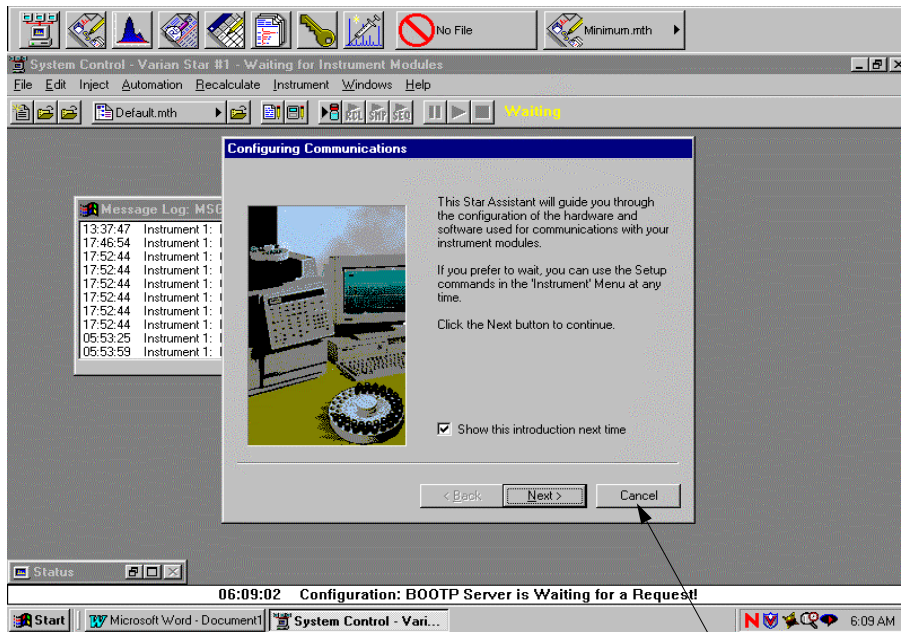 No File
Minimum.mth
System Control - Varian Star #1 - Waiting for Instrument Modules
File Edit Inject Automation Recalculate Instrument Windows Help
Default.mth
RCL SMP SEQ
Waiting
Configuring Communications
Message Log: MSG
13:37:47 Instrument 1:
17:46:54 Instrument 1:
17:52:44 Instrument 1:
17:52:44 Instrument 1:
17:52:44 Instrument 1:
17:52:44 Instrument 1:
17:52:44 Instrument 1:
17:52:44 Instrument 1:
05:53:25 Instrument 1:
05:53:59 Instrument 1:
This Star Assistant will guide you through
the configuration of the hardware and
software used for communications with your
instrument modules.
If you prefer to wait, you can use the Setup
commands in the 'Instrument' Menu at any
time.
Click the Next button to continue.
Show this introduction next time
< Back
Next >
Cancel
Status
06:09:02 Configuration: BOOTP Server is Waiting for a Request!
Start
Microsoft Word - Document1
System Control - Vari...
N
6:09 AM